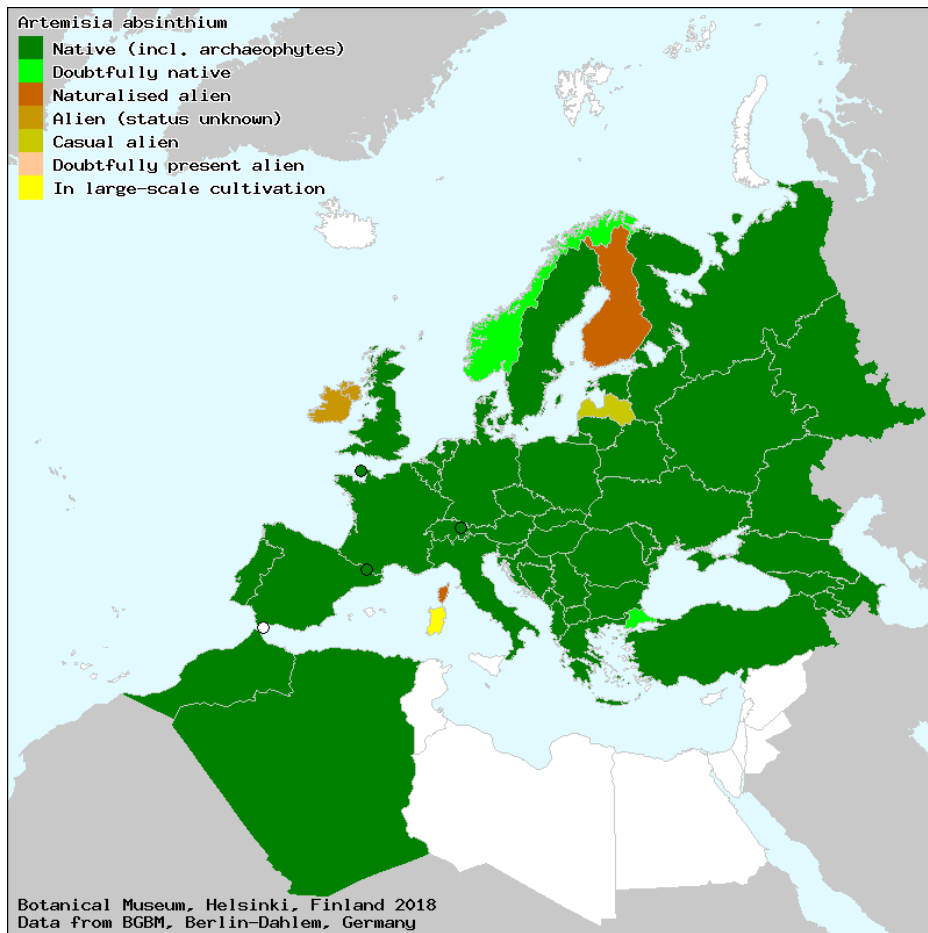 Artemisia absinthium
Native (incl. archaeophytes)
Doubtfully native
Naturalised alien
Alien (status unknown)
Casual alien
Doubtfully present alien
In large-scale cultivation
Botanical Museum, Helsinki, Finland 2018
Data from BGBM, Berlin-Dahlem, Germany